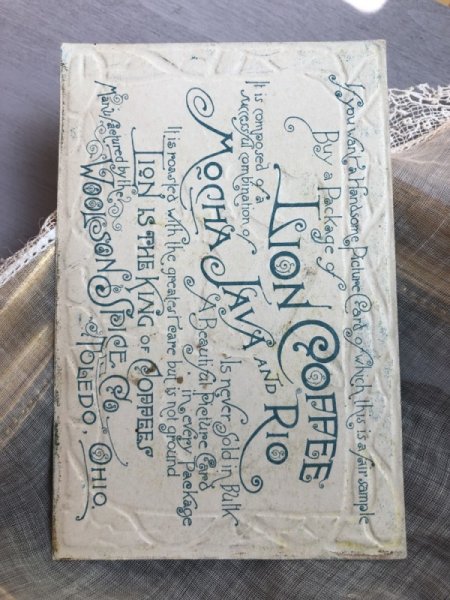 If you want a Handsome Picture Card of which this is a fair sample
Buy a Package of
LION COFFEE
It is composed of a
successful combination of
MOCHA JAVA AND RIO
Is never Sold in Bulk
A Beautiful picture Card
in every Package
It is roasted with the greatest care but is not ground
LION IS THE KING OF COFFEES
Manufactured by the
WOOLSON SPICE CO
TOLEDO, OHIO.